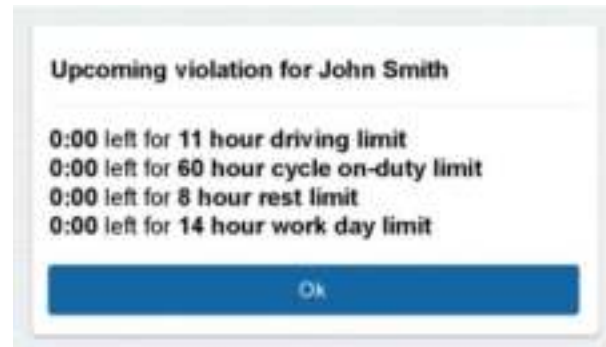 Upcoming violation for John Smith
0:00 left for 11 hour driving limit
0:00 left for 60 hour cycle on-duty limit
0:00 left for 8 hour rest limit
0:00 left for 14 hour work day limit
Ok